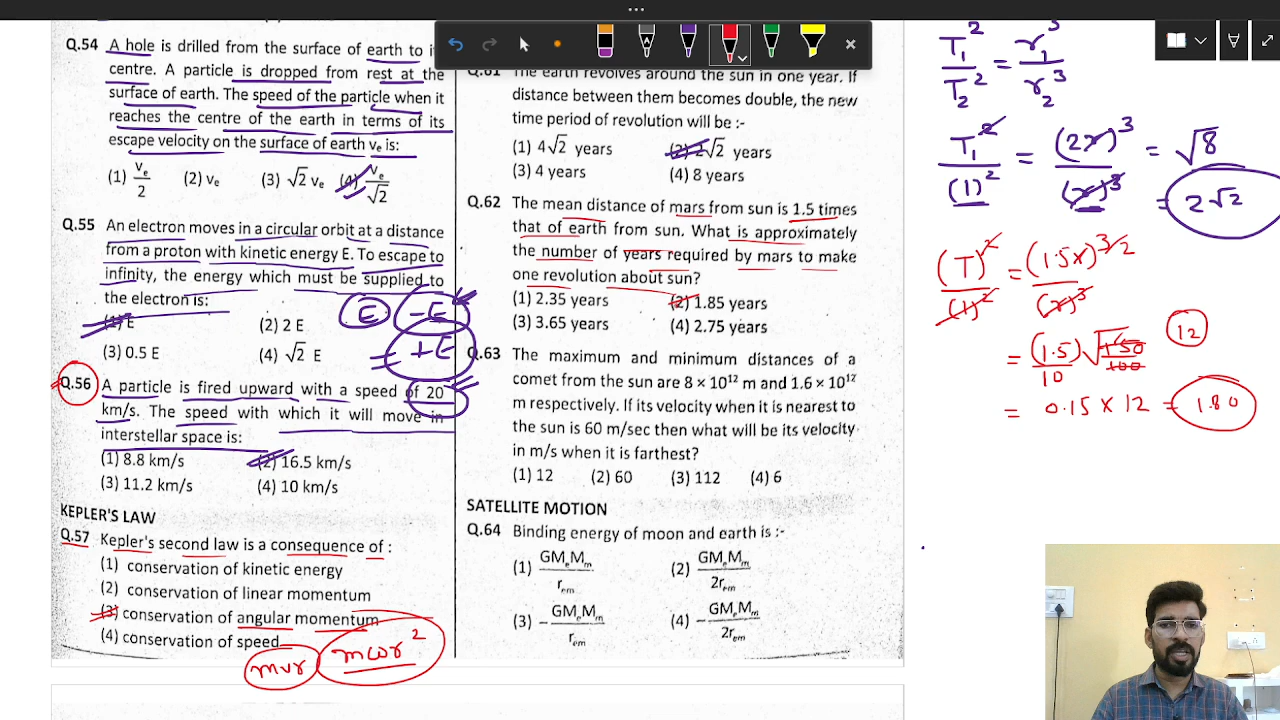 Q.54 A hole is drilled from the surface of earth to i
centre. A particle is dropped from rest at the
surface of earth. The speed of the particle when it
reaches the centre of the earth in terms of its
escape velocity on the surface of earth vₑ is:
(1) vₑ/2 (2) vₑ (3) √2 vₑ (4) vₑ/√2
Q.55 An electron moves in a circular orbit at a distance
from a proton with kinetic energy E. To escape to
infinity, the energy which must be supplied to
the electron is:
(1) E (2) 2 E
(3) 0.5 E (4) √2 E
E -E
= +E
Q.56 A particle is fired upward with a speed of 20
km/s. The speed with which it will move in
interstellar space is:
(1) 8.8 km/s (2) 16.5 km/s
(3) 11.2 km/s (4) 10 km/s
KEPLER'S LAW
Q.57 Kepler's second law is a consequence of :
(1) conservation of kinetic energy
(2) conservation of linear momentum
(3) conservation of angular momentum
(4) conservation of speed
mvr mωr²
Q.61 The earth revolves around the sun in one year. If
distance between them becomes double, the new
time period of revolution will be :-
(1) 4√2 years (2) 2√2 years
(3) 4 years (4) 8 years
Q.62 The mean distance of mars from sun is 1.5 times
that of earth from sun. What is approximately
the number of years required by mars to make
one revolution about sun?
(1) 2.35 years (2) 1.85 years
(3) 3.65 years (4) 2.75 years
Q.63 The maximum and minimum distances of a
comet from the sun are 8 × 10¹² m and 1.6 × 10¹²
m respectively. If its velocity when it is nearest to
the sun is 60 m/sec then what will be its velocity
in m/s when it is farthest?
(1) 12 (2) 60 (3) 112 (4) 6
SATELLITE MOTION
Q.64 Binding energy of moon and earth is :-
(1) GMₑMₘ/rₑₘ (2) GMₑMₘ/2rₑₘ
(3) -GMₑMₘ/rₑₘ (4) -GMₑMₘ/2rₑₘ
T₁²/T₂² = r₁³/r₂³
T₁²/(1)² = (2x)³/(x)³ = √8
= 2√2
(T)²/(1)² = (1.5x)^3/2/(x)³
= (1.5)/10 √150/100 12
= 0.15 × 12 = 1.80